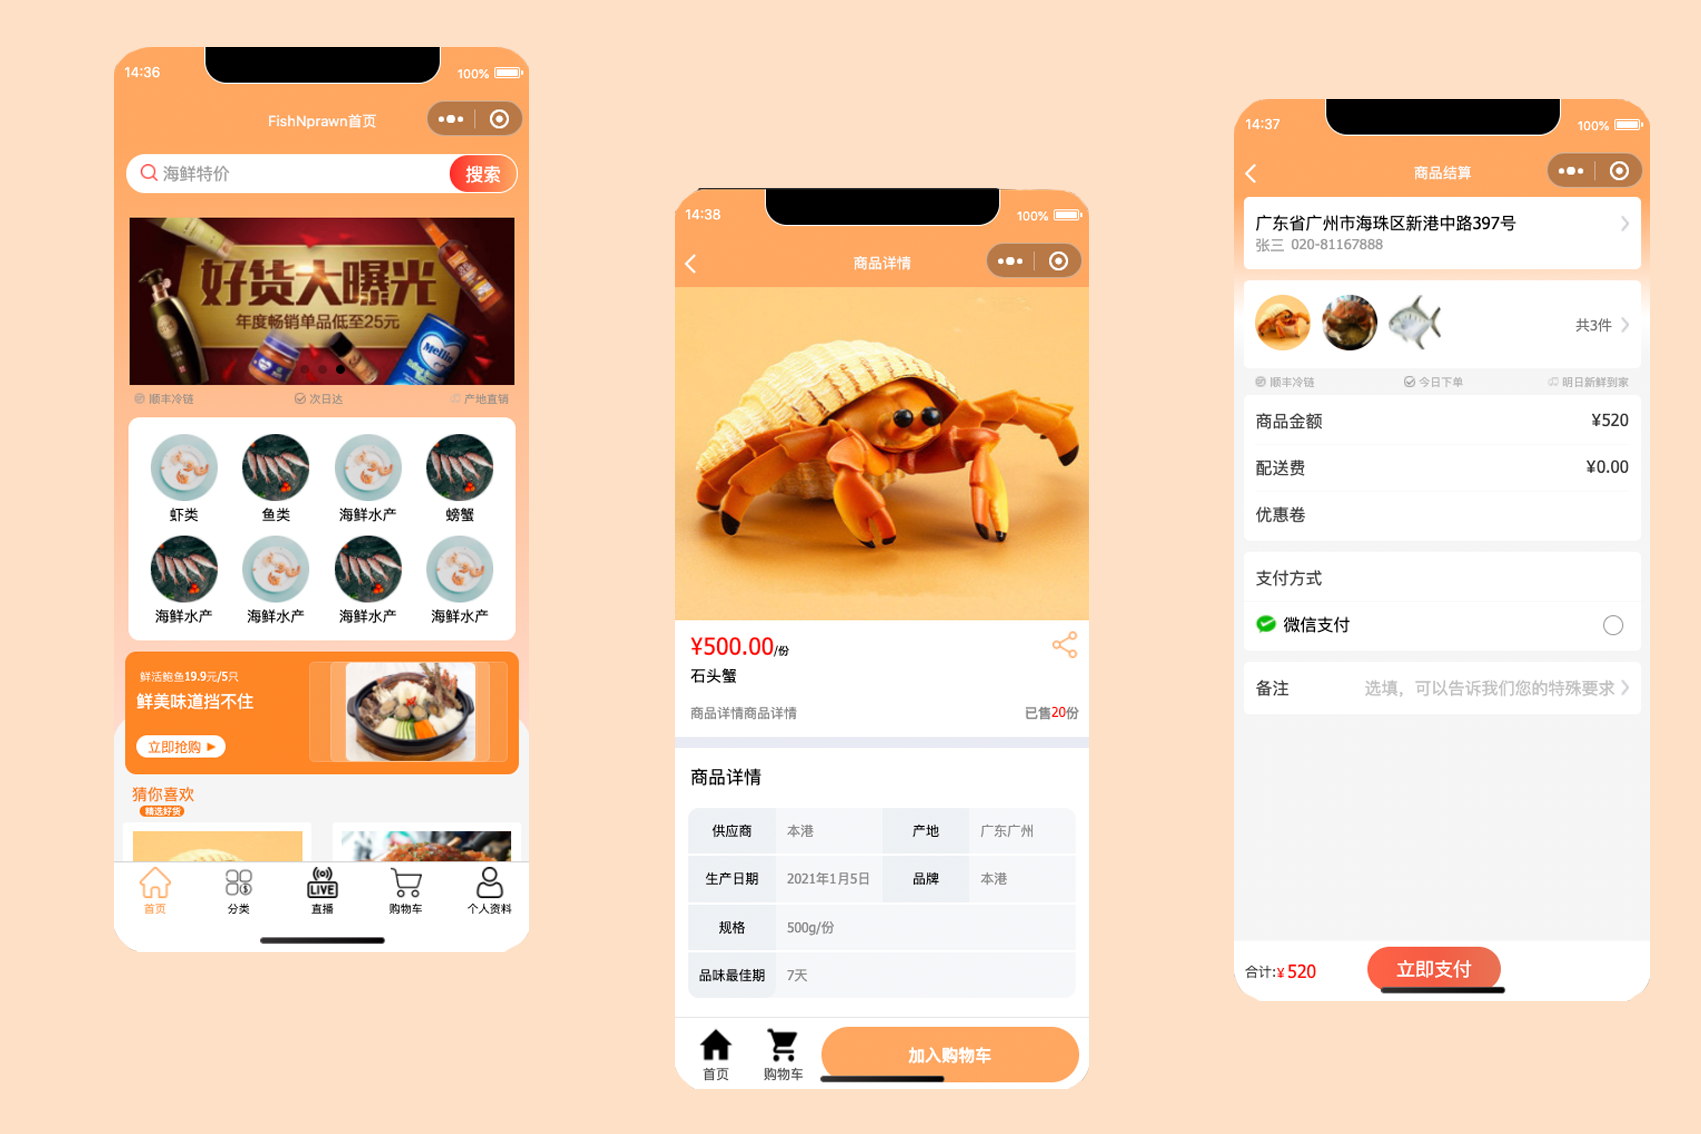 14:36
100%
FishNprawn首页
海鲜特价
搜索
好货大曝光
年度畅销单品低至25元
Mellin
顺丰冷链
次日达
产地直销
虾类
鱼类
海鲜水产
螃蟹
海鲜水产
海鲜水产
海鲜水产
海鲜水产
鲜活鲍鱼19.9元/5只
鲜美味道挡不住
立即抢购
猜你喜欢
精选好货
LIVE
首页
分类
直播
购物车
个人资料
14:38
100%
商品详情
¥500.00/份
石头蟹
商品详情商品详情
已售20份
商品详情
供应商
本港
产地
广东广州
生产日期
2021年1月5日
品牌
本港
规格
500g/份
品味最佳期
7天
首页
购物车
加入购物车
14:37
100%
商品结算
广东省广州市海珠区新港中路397号
张三 020-81167888
共3件
顺丰冷链
今日下单
明日新鲜到家
商品金额
¥520
配送费
¥0.00
优惠卷
支付方式
微信支付
备注
选填，可以告诉我们您的特殊要求
合计:¥520
立即支付